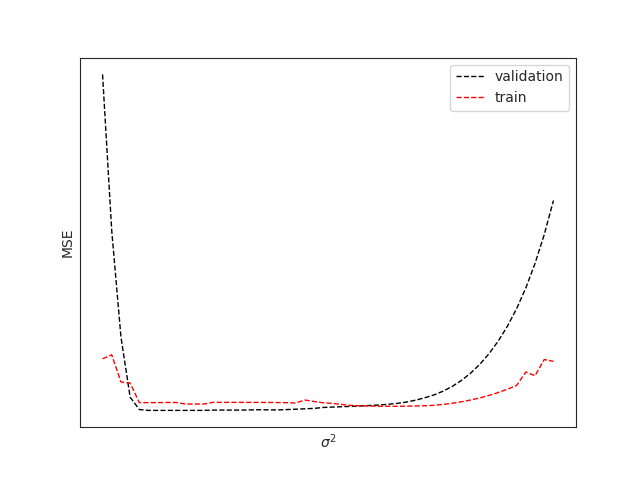 validation
train
MSE
σ²